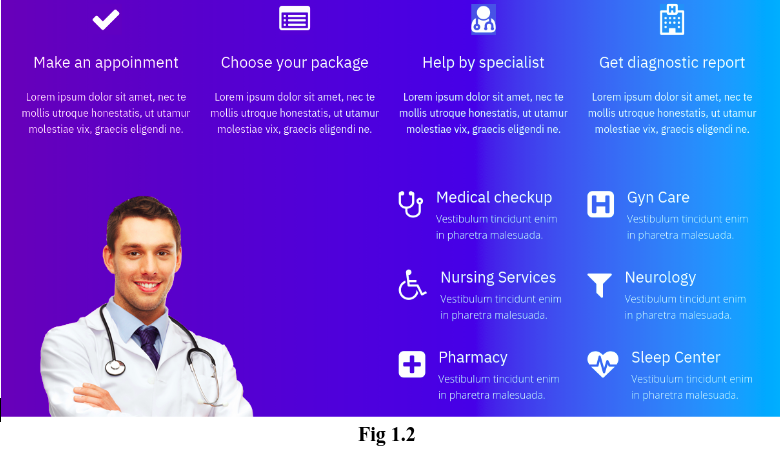 Make an appoinment
Choose your package
Help by specialist
Get diagnostic report
Lorem ipsum dolor sit amet, nec te
mollis utroque honestatis, ut utamur
molestiae vix, graecis eligendi ne.
Lorem ipsum dolor sit amet, nec te
mollis utroque honestatis, ut utamur
molestiae vix, graecis eligendi ne.
Lorem ipsum dolor sit amet, nec te
mollis utroque honestatis, ut utamur
molestiae vix, graecis eligendi ne.
Lorem ipsum dolor sit amet, nec te
mollis utroque honestatis, ut utamur
molestiae vix, graecis eligendi ne.
Medical checkup
Vestibulum tincidunt enim
in pharetra malesuada.
H
Gyn Care
Vestibulum tincidunt enim
in pharetra malesuada.
Nursing Services
Vestibulum tincidunt enim
in pharetra malesuada.
Neurology
Vestibulum tincidunt enim
in pharetra malesuada.
Pharmacy
Vestibulum tincidunt enim
in pharetra malesuada.
Sleep Center
Vestibulum tincidunt enim
in pharetra malesuada.
Fig 1.2